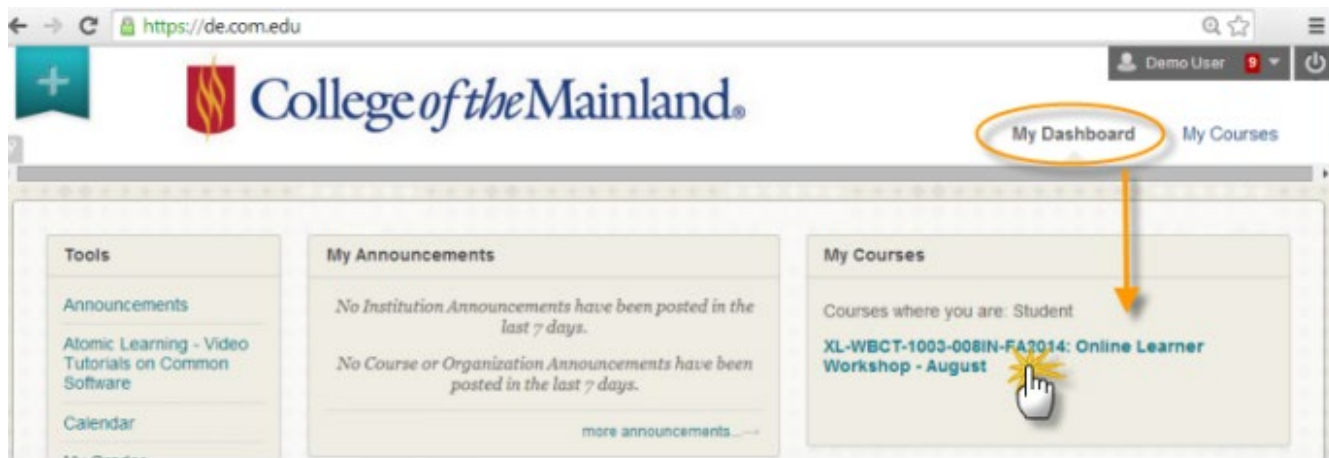 https://de.com.edu
Demo User 9
College of the Mainland®
My Dashboard My Courses
Tools
Announcements
Atomic Learning - Video
Tutorials on Common
Software
Calendar
My Announcements
No Institution Announcements have been posted in the
last 7 days.
No Course or Organization Announcements have been
posted in the last 7 days.
more announcements...→
My Courses
Courses where you are: Student
XL-WBCT-1003-008IN-FA2014: Online Learner
Workshop - August